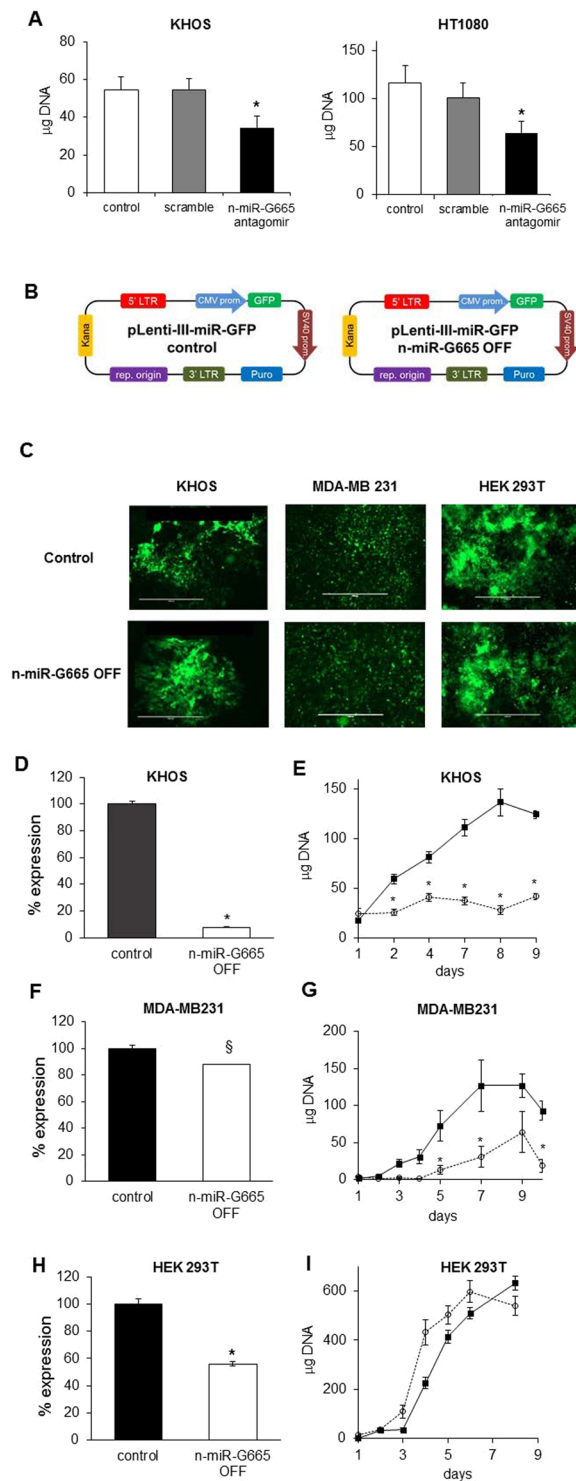 A
KHOS
HT1080
µg DNA
80
60
40
20
0
*
control
scramble
n-miR-G665
antagomir
µg DNA
150
100
50
0
*
control
scramble
n-miR-G665
antagomir
B
5' LTR
CMV prom.
GFP
Kana
pLenti-III-miR-GFP
control
SV40 prom
rep. origin
3' LTR
Puro
5' LTR
CMV prom.
GFP
Kana
pLenti-III-miR-GFP
n-miR-G665 OFF
SV40 prom
rep. origin
3' LTR
Puro
C
KHOS
MDA-MB 231
HEK 293T
Control
n-miR-G665 OFF
D
KHOS
% expression
120
100
80
60
40
20
0
*
control
n-miR-G665
OFF
E
KHOS
µg DNA
150
100
50
0
* * * * *
1 2 4 7 8 9
days
F
MDA-MB231
% expression
120
100
80
60
40
20
0
§
control
n-miR-G665
OFF
G
MDA-MB231
µg DNA
200
150
100
50
0
* * *
1 3 5 7 9
days
H
HEK 293T
% expression
120
100
80
60
40
20
0
*
control
n-miR-G665
OFF
I
HEK 293T
µg DNA
600
400
200
0
1 3 5 7 9
days